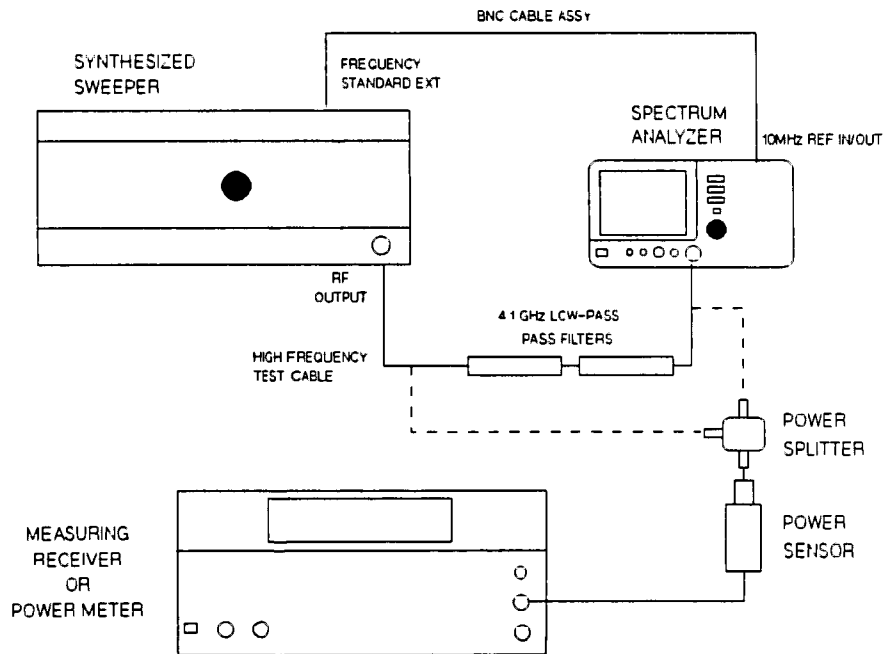 BNC CABLE ASSY
SYNTHESIZED
SWEEPER
FREQUENCY
STANDARD EXT
SPECTRUM
ANALYZER
10MHz REF IN/OUT
RF
OUTPUT
4.1 GHz LCW-PASS
PASS FILTERS
HIGH FREQUENCY
TEST CABLE
POWER
SPLITTER
MEASURING
RECEIVER
OR
POWER METER
POWER
SENSOR